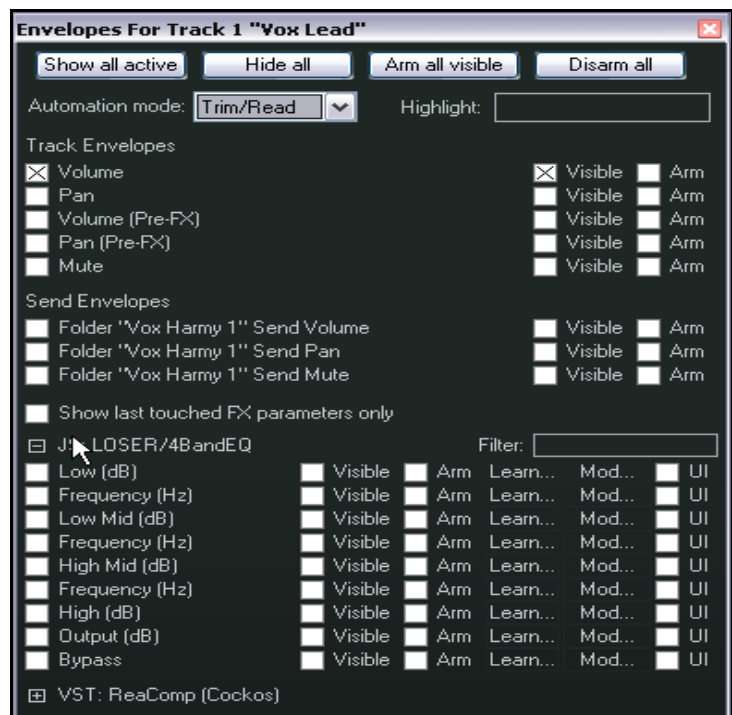 Envelopes For Track 1 "Vox Lead"
Show all active Hide all Arm all visible Disarm all
Automation mode: Trim/Read Highlight:
Track Envelopes
Volume Visible Arm
Pan Visible Arm
Volume (Pre-FX) Visible Arm
Pan (Pre-FX) Visible Arm
Mute Visible Arm
Send Envelopes
Folder "Vox Harmy 1" Send Volume Visible Arm
Folder "Vox Harmy 1" Send Pan Visible Arm
Folder "Vox Harmy 1" Send Mute Visible Arm
Show last touched FX parameters only
JS: LOSER/4BandEQ Filter:
Low (dB) Visible Arm Learn... Mod... UI
Frequency (Hz) Visible Arm Learn... Mod... UI
Low Mid (dB) Visible Arm Learn... Mod... UI
Frequency (Hz) Visible Arm Learn... Mod... UI
High Mid (dB) Visible Arm Learn... Mod... UI
Frequency (Hz) Visible Arm Learn... Mod... UI
High (dB) Visible Arm Learn... Mod... UI
Output (dB) Visible Arm Learn... Mod... UI
Bypass Visible Arm Learn... Mod... UI
VST: ReaComp (Cockos)